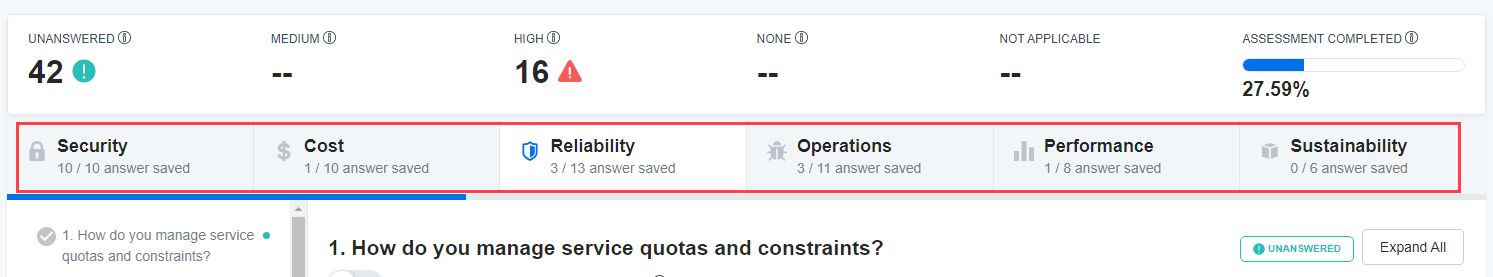 UNANSWERED
MEDIUM
HIGH
NONE
NOT APPLICABLE
ASSESSMENT COMPLETED
42
--
16
--
--
27.59%
Security
10 / 10 answer saved
Cost
1 / 10 answer saved
Reliability
3 / 13 answer saved
Operations
3 / 11 answer saved
Performance
1 / 8 answer saved
Sustainability
0 / 6 answer saved
1. How do you manage service
quotas and constraints?
1. How do you manage service quotas and constraints?
UNANSWERED
Expand All